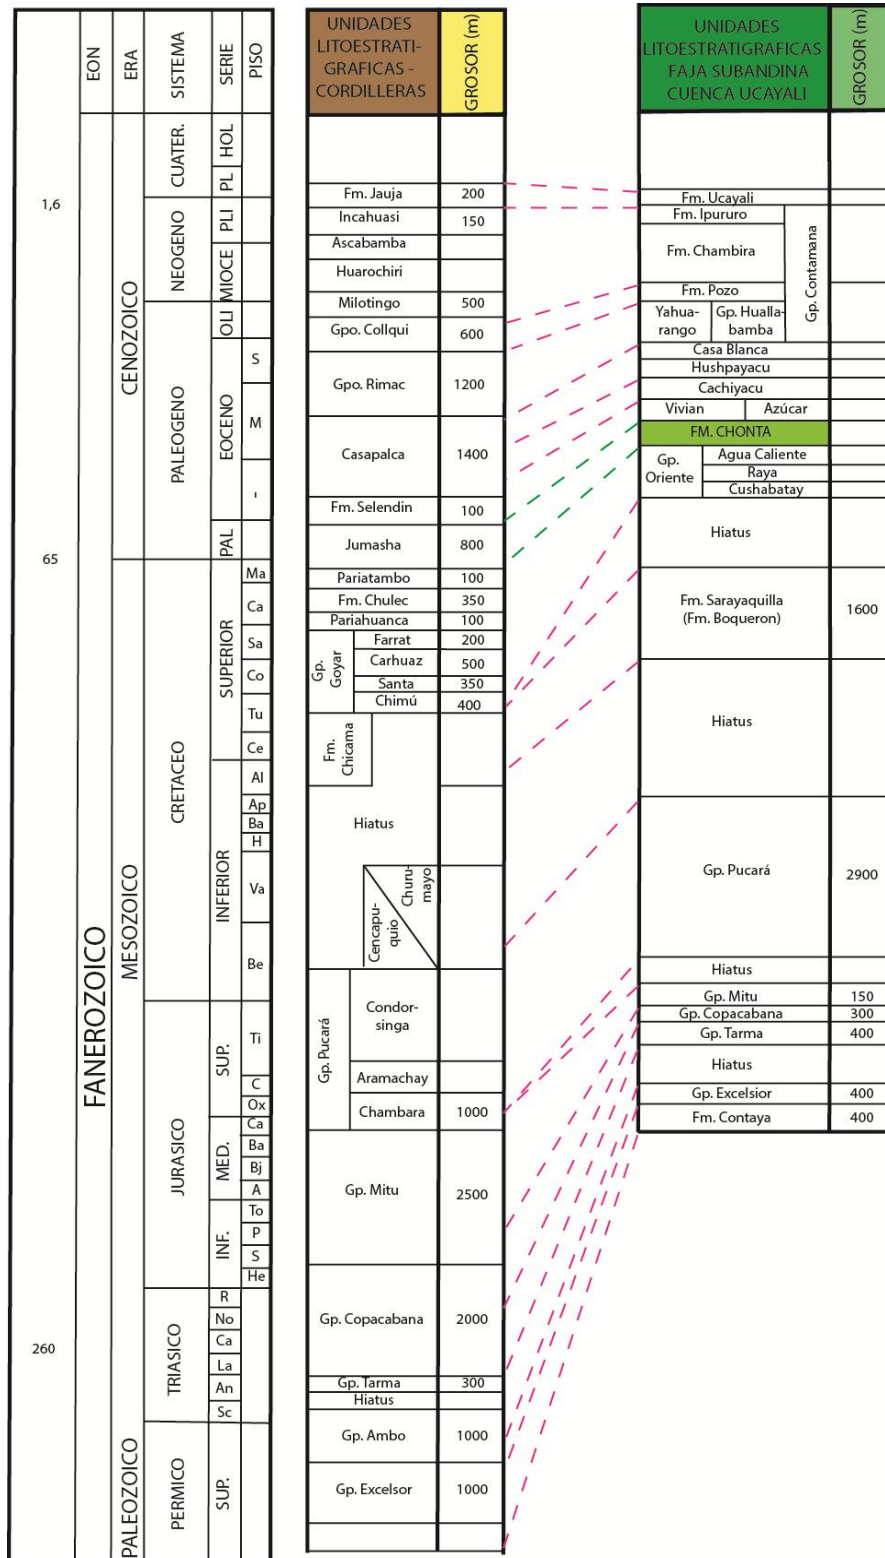 EON
ERA
SISTEMA
SERIE
PISO
1,6
65
260
FANEROZOICO
CENOZOICO
MESOZOICO
PALEOZOICO
CUATER.
NEOGENO
PALEOGENO
CRETACEO
JURASICO
TRIASICO
PERMICO
HOL
PL
PLI
MIOCE
OLI
EOCENO
PAL
SUPERIOR
INFERIOR
SUP.
MED.
INF.
R
No
Ca
La
An
Sc
SUP.
S
M
Ma
Ca
Sa
Co
Tu
Ce
Al
Ap
Ba
H
Va
Be
Ti
C
Ox
Ca
Ba
Bj
A
To
P
S
He
UNIDADES
LITOESTRATI-
GRAFICAS -
CORDILLERAS
GROSOR (m)
Fm. Jauja 200
Incahuasi 150
Ascabamba
Huarochiri
Milotingo 500
Gpo. Collqui 600
Gpo. Rimac 1200
Casapalca 1400
Fm. Selendin 100
Jumasha 800
Pariatambo 100
Fm. Chulec 350
Pariahuanca 100
Gp.
Goyar
Farrat 200
Carhuaz 500
Santa 350
Chimú 400
Fm.
Chicama
Hiatus
Cencapu-
quio
Churu-
mayo
Gp. Pucará
Condor-
singa
Aramachay
Chambara 1000
Gp. Mitu 2500
Gp. Copacabana 2000
Gp. Tarma 300
Hiatus
Gp. Ambo 1000
Gp. Excelsor 1000
UNIDADES
LITOESTRATIGRAFICAS
FAJA SUBANDINA
CUENCA UCAYALI
GROSOR (m)
Fm. Ucayali
Fm. Ipururo
Fm. Chambira
Fm. Pozo
Gp. Contamana
Yahua-
rango
Gp. Hualla-
bamba
Casa Blanca
Hushpayacu
Cachiyacu
Vivian Azúcar
FM. CHONTA
Gp.
Oriente
Agua Caliente
Raya
Cushabatay
Hiatus
Fm. Sarayaquilla
(Fm. Boqueron)
1600
Hiatus
Gp. Pucará 2900
Hiatus
Gp. Mitu 150
Gp. Copacabana 300
Gp. Tarma 400
Hiatus
Gp. Excelsior 400
Fm. Contaya 400